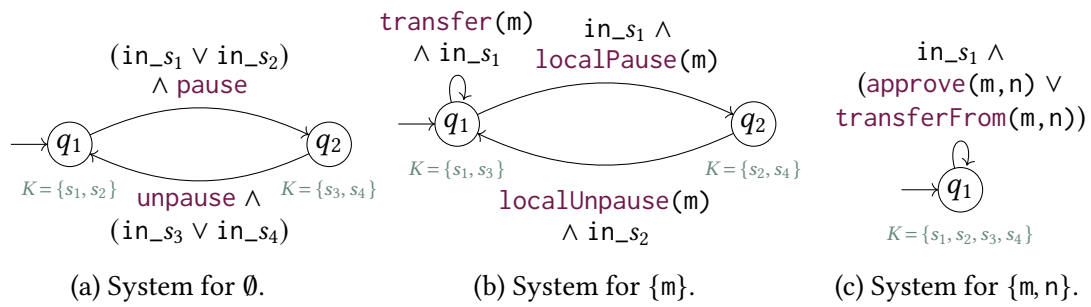 (in_s₁ ∨ in_s₂)
∧ pause
q₁
q₂
K = {s₁, s₂}
K = {s₃, s₄}
unpause ∧
(in_s₃ ∨ in_s₄)
(a) System for ∅.
transfer(m)
∧ in_s₁
in_s₁ ∧
localPause(m)
q₁
q₂
K = {s₁, s₃}
K = {s₂, s₄}
localUnpause(m)
∧ in_s₂
(b) System for {m}.
in_s₁ ∧
(approve(m,n) ∨
transferFrom(m,n))
q₁
K = {s₁, s₂, s₃, s₄}
(c) System for {m, n}.